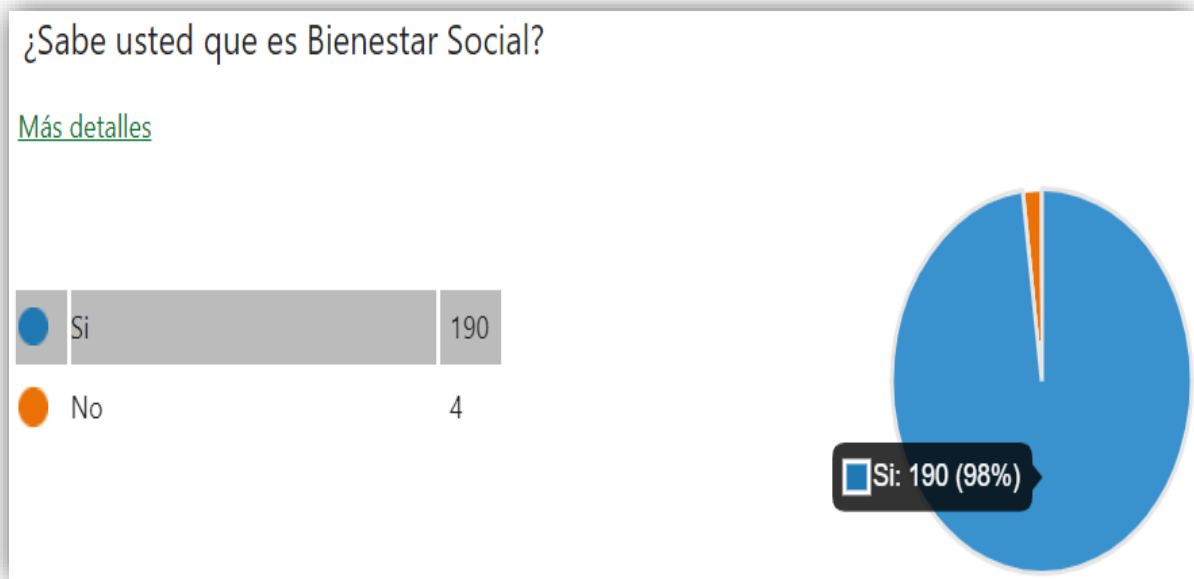 ¿Sabe usted que es Bienestar Social?
Más detalles
Si 190
No 4
Si: 190 (98%)